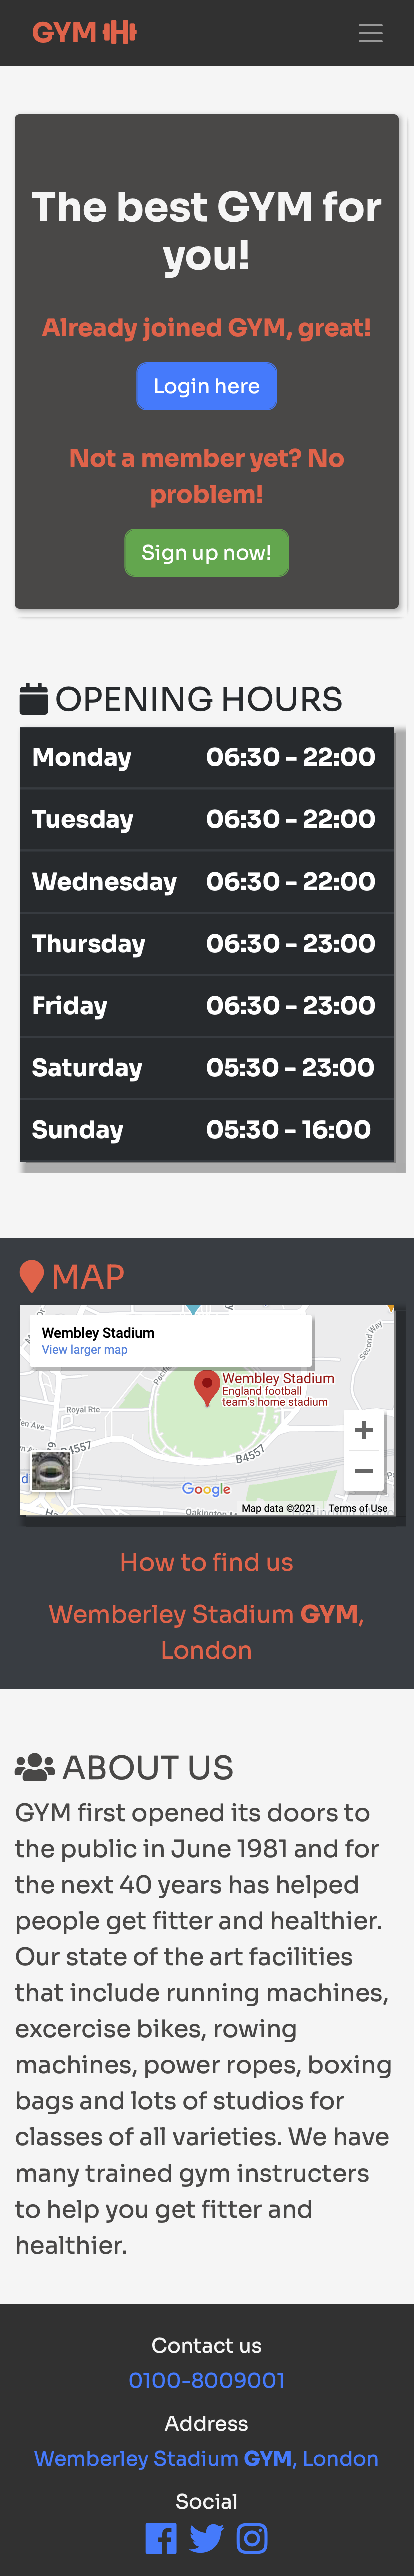 GYM
The best GYM for
you!
Already joined GYM, great!
Login here
Not a member yet? No
problem!
Sign up now!
OPENING HOURS
Monday 06:30 - 22:00
Tuesday 06:30 - 22:00
Wednesday 06:30 - 22:00
Thursday 06:30 - 23:00
Friday 06:30 - 23:00
Saturday 05:30 - 23:00
Sunday 05:30 - 16:00
MAP
Wembley Stadium
View larger map
Second Way
Wembley Stadium
England football
team's home stadium
Royal Rte
B4557
B4557
Google
Map data ©2021 Terms of Use
How to find us
Wemberley Stadium GYM,
London
ABOUT US
GYM first opened its doors to
the public in June 1981 and for
the next 40 years has helped
people get fitter and healthier.
Our state of the art facilities
that include running machines,
excercise bikes, rowing
machines, power ropes, boxing
bags and lots of studios for
classes of all varieties. We have
many trained gym instructors
to help you get fitter and
healthier.
Contact us
0100-8009001
Address
Wemberley Stadium GYM, London
Social